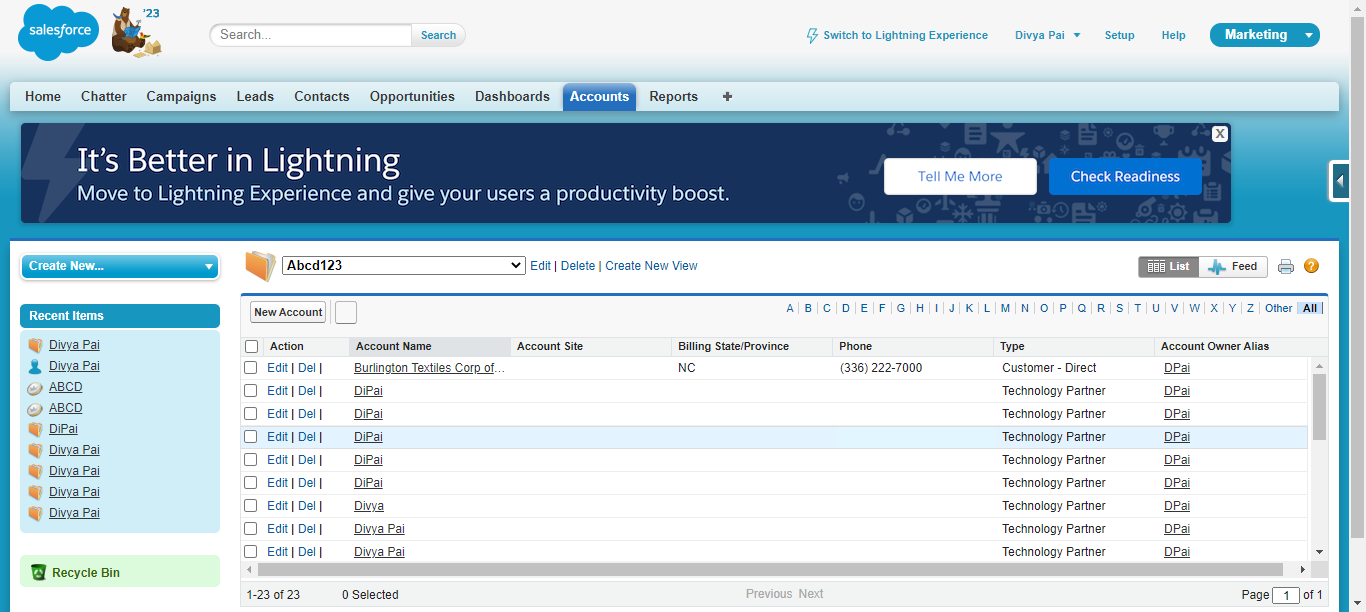 salesforce
'23
Search...
Search
Switch to Lightning Experience
Divya Pai
Setup
Help
Marketing
Home Chatter Campaigns Leads Contacts Opportunities Dashboards Accounts Reports +
It's Better in Lightning
Move to Lightning Experience and give your users a productivity boost.
Tell Me More
Check Readiness
X
Create New...
Recent Items
Divya Pai
Divya Pai
ABCD
ABCD
DiPai
Divya Pai
Divya Pai
Divya Pai
Divya Pai
Recycle Bin
Abcd123
Edit | Delete | Create New View
List
Feed
?
New Account
A | B | C | D | E | F | G | H | I | J | K | L | M | N | O | P | Q | R | S | T | U | V | W | X | Y | Z | Other | All |
Action Account Name Account Site Billing State/Province Phone Type Account Owner Alias
Edit | Del | Burlington Textiles Corp of... NC (336) 222-7000 Customer - Direct DPai
Edit | Del | DiPai Technology Partner DPai
Edit | Del | DiPai Technology Partner DPai
Edit | Del | DiPai Technology Partner DPai
Edit | Del | DiPai Technology Partner DPai
Edit | Del | DiPai Technology Partner DPai
Edit | Del | Divya Technology Partner DPai
Edit | Del | Divya Pai Technology Partner DPai
Edit | Del | Divya Pai Technology Partner DPai
1-23 of 23 0 Selected Previous Next Page 1 of 1